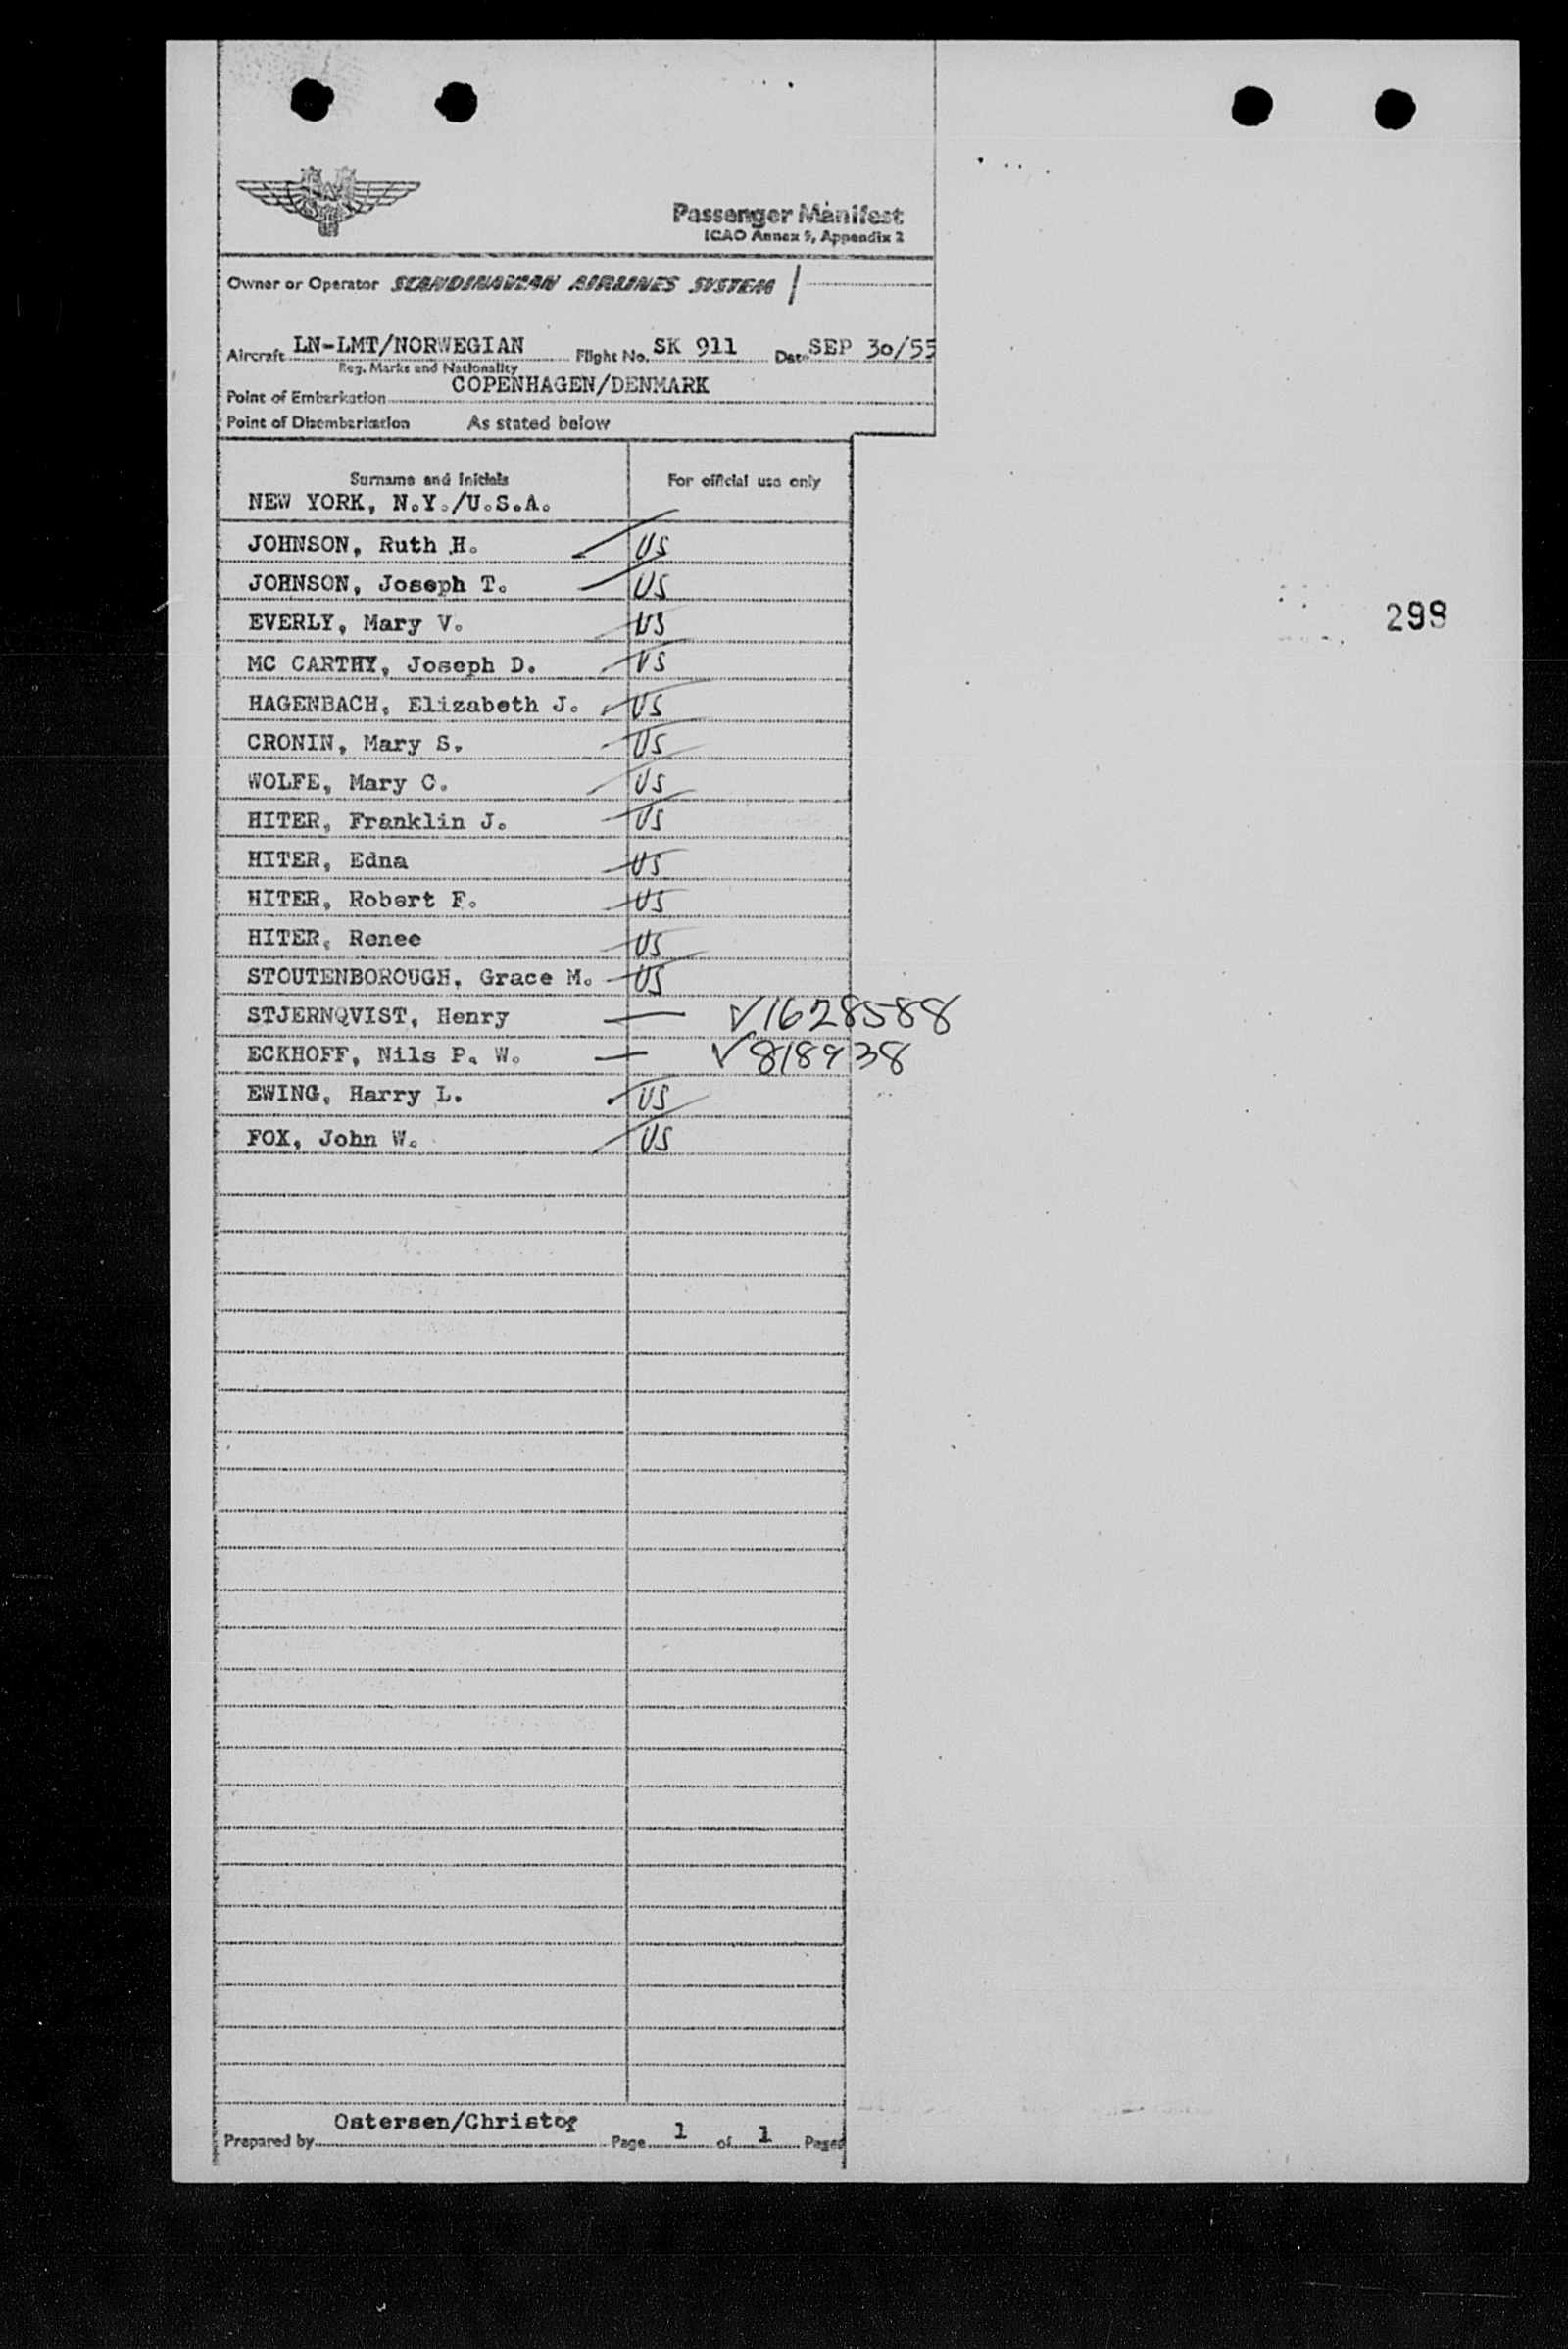 Passenger Manifest
ICAO Annex 9, Appendix 2
Owner or Operator SCANDINAVIAN AIRLINES SYSTEM
Aircraft LN-LMT/NORWEGIAN Flight No. SK 911 Date SEP 30/55
Reg. Marks and Nationality
Point of Embarkation COPENHAGEN/DENMARK
Point of Disembarkation As stated below
Surname and Initials For official use only
NEW YORK, N.Y./U.S.A.
JOHNSON, Ruth H. US
JOHNSON, Joseph T. US
EVERLY, Mary V. US
298
MC CARTHY, Joseph D. US
HAGENBACH, Elizabeth J. US
CRONIN, Mary S. US
WOLFE, Mary C. US
HITER, Franklin J. US
HITER, Edna US
HITER, Robert F. US
HITER, Renee US
STOUTENBOROUGH, Grace M. US
STJERNQVIST, Henry — V1628588
ECKHOFF, Nils P. W. — V818938
EWING, Harry L. US
FOX, John W. US
Prepared by Ostersen/Christof Page 1 of 1 Pages